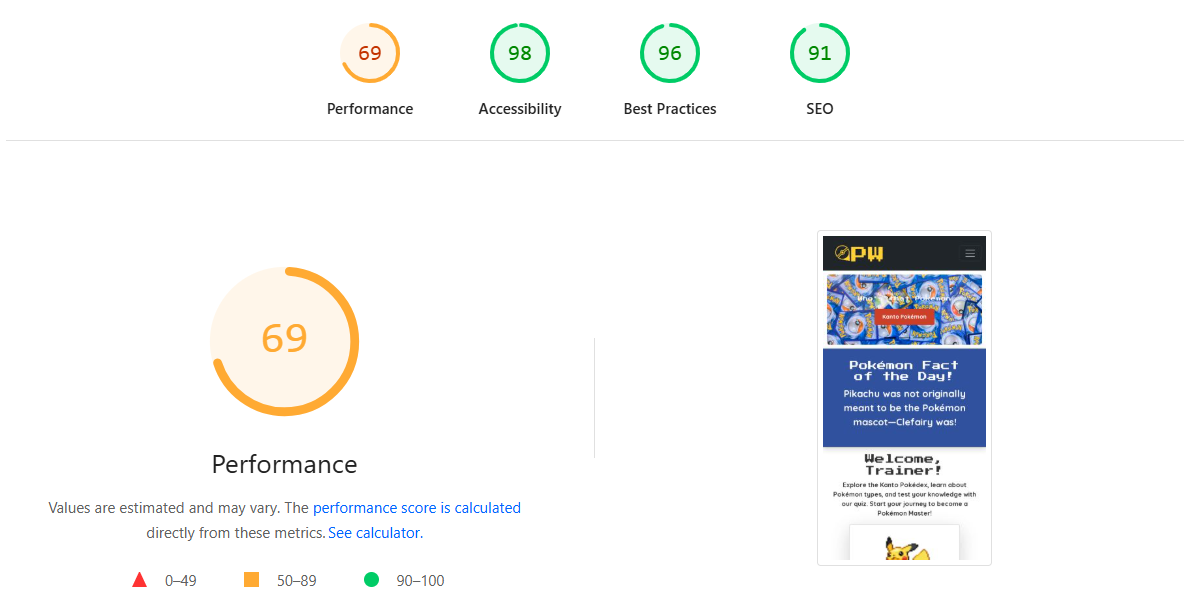 69
98
96
91
Performance
Accessibility
Best Practices
SEO
69
Performance
Values are estimated and may vary. The performance score is calculated
directly from these metrics. See calculator.
0–49
50–89
90–100
PW
Kanto Pokémon
Pokémon Fact
of the Day!
Pikachu was not originally
meant to be the Pokémon
mascot—Clefairy was!
Welcome,
Trainer!
Explore the Kanto Pokédex, learn about
Pokémon types, and test your knowledge with
our quiz. Start your journey to become a
Pokémon Master!